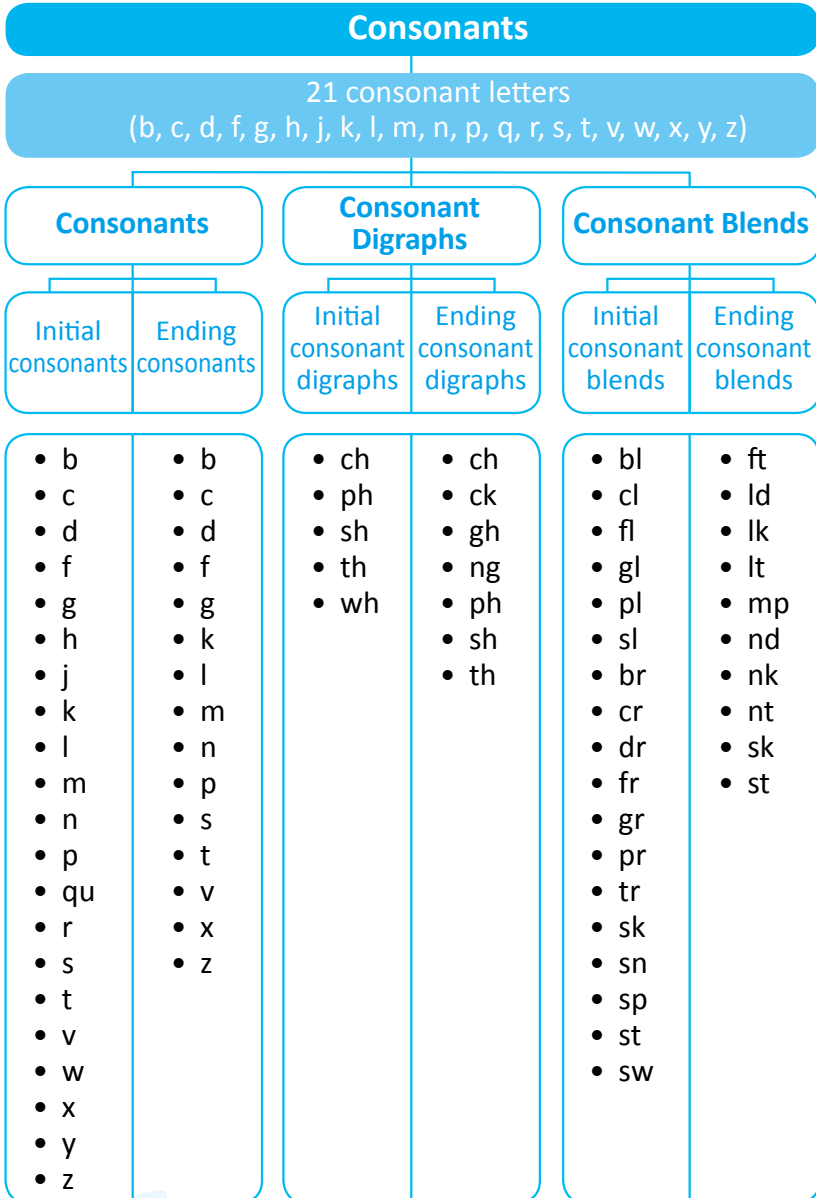 Consonants
21 consonant letters
(b, c, d, f, g, h, j, k, l, m, n, p, q, r, s, t, v, w, x, y, z)
Consonants
Consonant
Digraphs
Consonant Blends
Initial
consonants
Ending
consonants
Initial
consonant
digraphs
Ending
consonant
digraphs
Initial
consonant
blends
Ending
consonant
blends
• b
• c
• d
• f
• g
• h
• j
• k
• l
• m
• n
• p
• qu
• r
• s
• t
• v
• w
• x
• y
• z
• b
• c
• d
• f
• g
• k
• l
• m
• n
• p
• s
• t
• v
• x
• z
• ch
• ph
• sh
• th
• wh
• ch
• ck
• gh
• ng
• ph
• sh
• th
• bl
• cl
• fl
• gl
• pl
• sl
• br
• cr
• dr
• fr
• gr
• pr
• tr
• sk
• sn
• sp
• st
• sw
• ft
• ld
• lk
• lt
• mp
• nd
• nk
• nt
• sk
• st